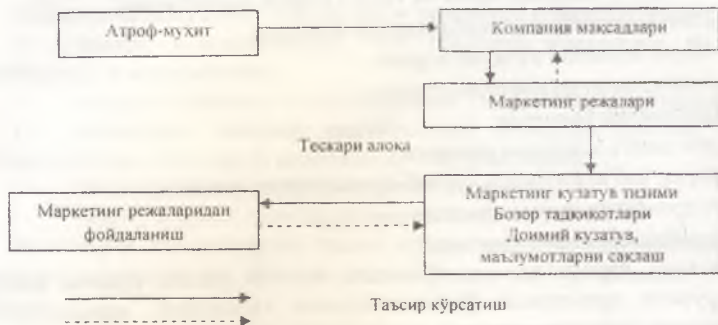 Атроф-муҳит
Компания мақсадлари
Маркетинг режалари
Тескари алоқа
Маркетинг режаларидан
фойдаланиш
Маркетинг кузатув тизими
Бозор тадқиқотлари
Доимий кузатув,
маълумотларни сақлаш
Таъсир кўрсатиш